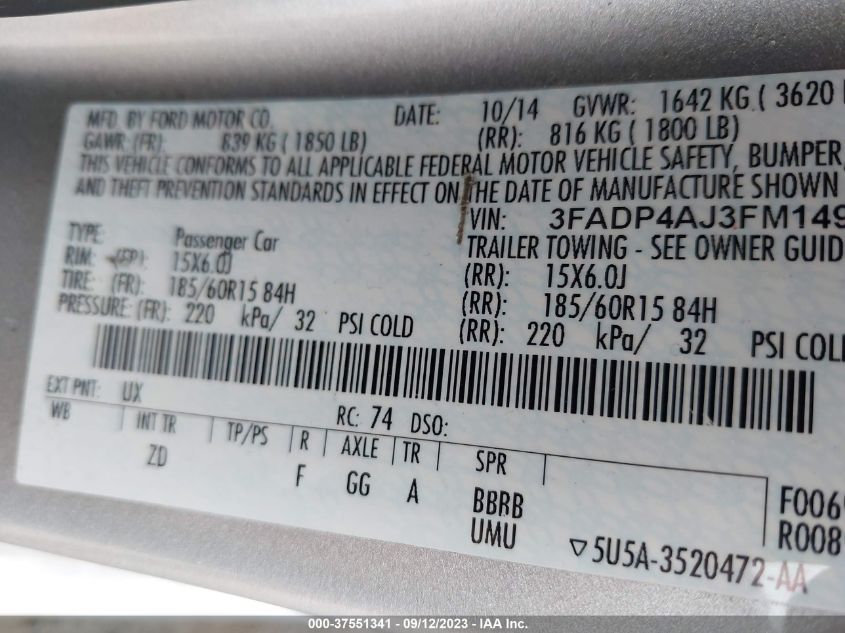 MFD. BY FORD MOTOR CO. DATE: 10/14 GVWR: 1642 KG ( 3620
GAWR: (FR): 839 KG ( 1850 LB) (RR): 816 KG ( 1800 LB)
THIS VEHICLE CONFORMS TO ALL APPLICABLE FEDERAL MOTOR VEHICLE SAFETY, BUMPER,
AND THEFT PREVENTION STANDARDS IN EFFECT ON THE DATE OF MANUFACTURE SHOWN
VIN: 3FADP4AJ3FM149
TYPE: Passenger Car TRAILER TOWING - SEE OWNER GUID
RIM: (FR): 15X6.0J (RR): 15X6.0J
TIRE: (FR): 185/60R15 84H (RR): 185/60R15 84H
PRESSURE: (FR): 220 kPa/ 32 PSI COLD (RR): 220 kPa/ 32 PSI COL
EXT PNT: UX RC: 74 DSO:
WB INT TR TP/PS R AXLE TR SPR
ZD F GG A BBRB F006
UMU R008
▽5U5A-3520472-AA
000-37551341 - 09/12/2023 - IAA Inc.